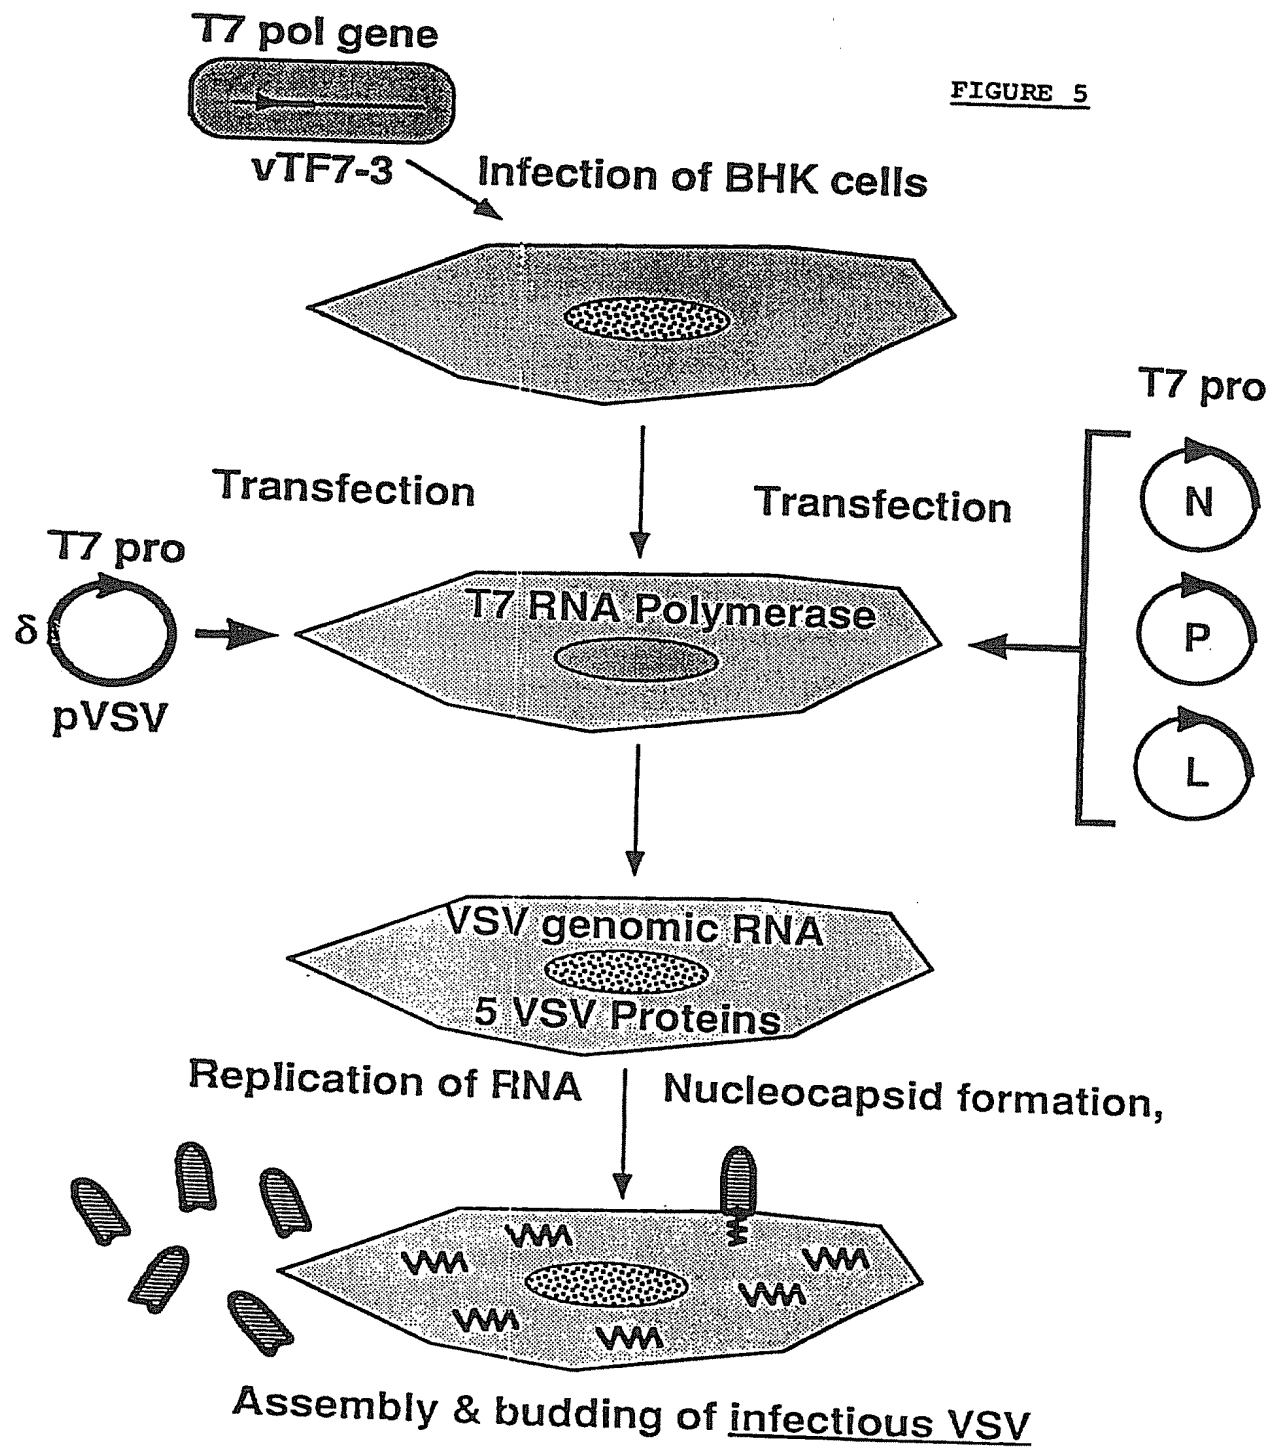 T7 pol gene
FIGURE 5
vTF7-3
Infection of BHK cells
T7 pro
Transfection
Transfection
N
T7 pro
T7 RNA Polymerase
δ
P
pVSV
L
VSV genomic RNA
5 VSV Proteins
Replication of RNA
Nucleocapsid formation,
Assembly & budding of infectious VSV